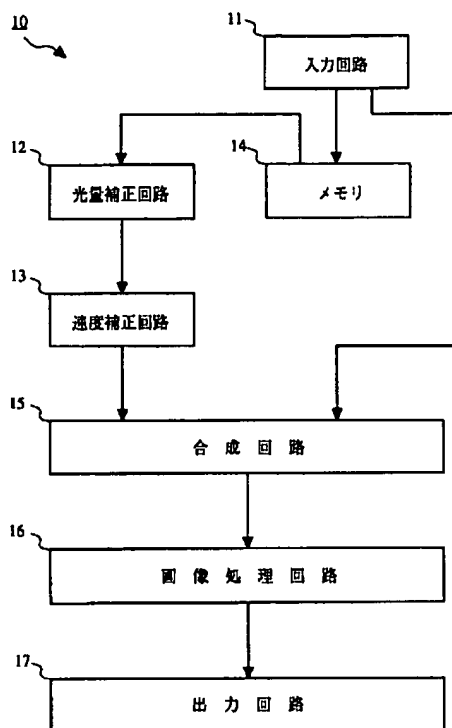 10
11
入力回路
12
光量補正回路
14
メモリ
13
速度補正回路
15
合成回路
16
画像処理回路
17
出力回路